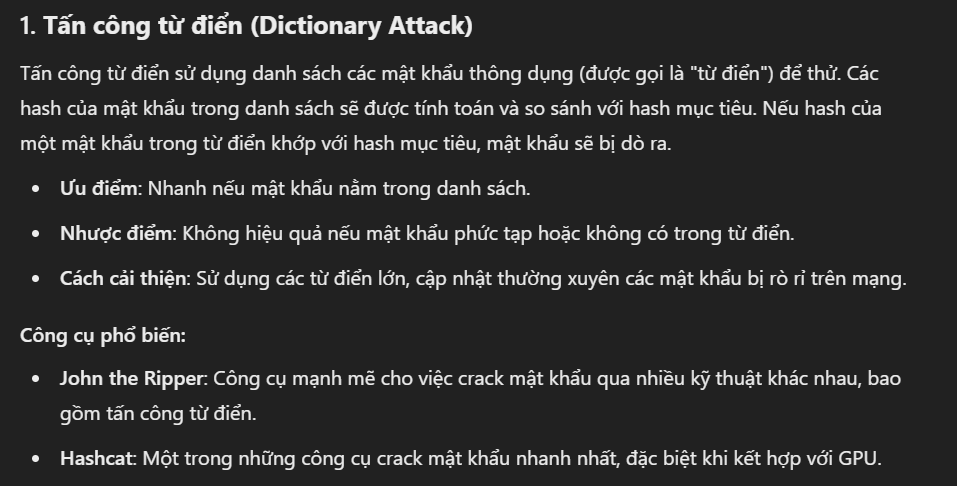 1. Tấn công từ điển (Dictionary Attack)
Tấn công từ điển sử dụng danh sách các mật khẩu thông dụng (được gọi là "từ điển") để thử. Các
hash của mật khẩu trong danh sách sẽ được tính toán và so sánh với hash mục tiêu. Nếu hash của
một mật khẩu trong từ điển khớp với hash mục tiêu, mật khẩu sẽ bị dò ra.
• Ưu điểm: Nhanh nếu mật khẩu nằm trong danh sách.
• Nhược điểm: Không hiệu quả nếu mật khẩu phức tạp hoặc không có trong từ điển.
• Cách cải thiện: Sử dụng các từ điển lớn, cập nhật thường xuyên các mật khẩu bị rò rỉ trên mạng.
Công cụ phổ biến:
• John the Ripper: Công cụ mạnh mẽ cho việc crack mật khẩu qua nhiều kỹ thuật khác nhau, bao
gồm tấn công từ điển.
• Hashcat: Một trong những công cụ crack mật khẩu nhanh nhất, đặc biệt khi kết hợp với GPU.